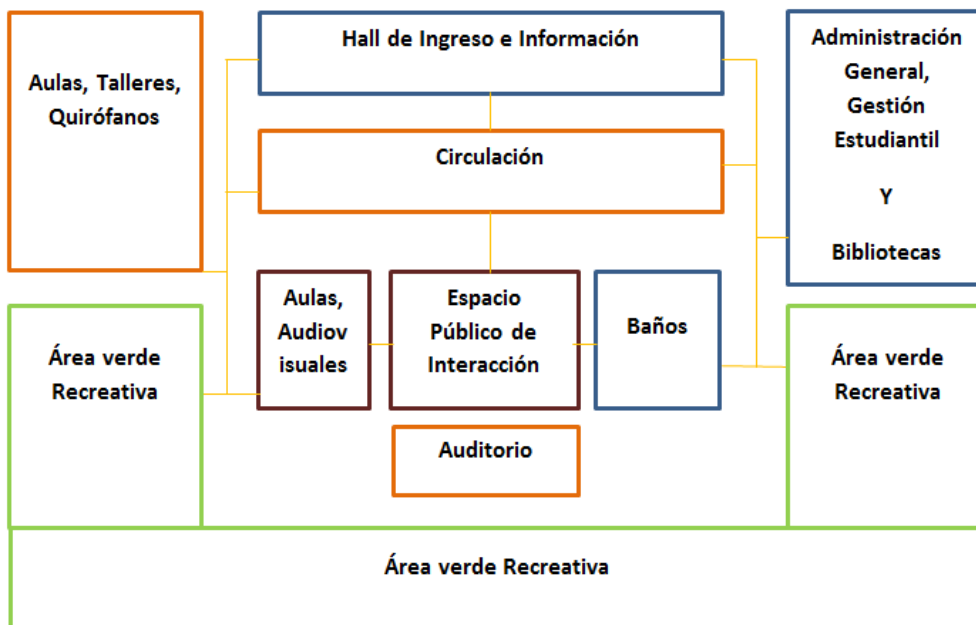 Aulas, Talleres,
Quirófanos
Hall de Ingreso e Información
Administración
General,
Gestión
Estudiantil
Y
Bibliotecas
Circulación
Aulas,
Audiov
isuales
Espacio
Público de
Interacción
Baños
Área verde
Recreativa
Área verde
Recreativa
Auditorio
Área verde Recreativa